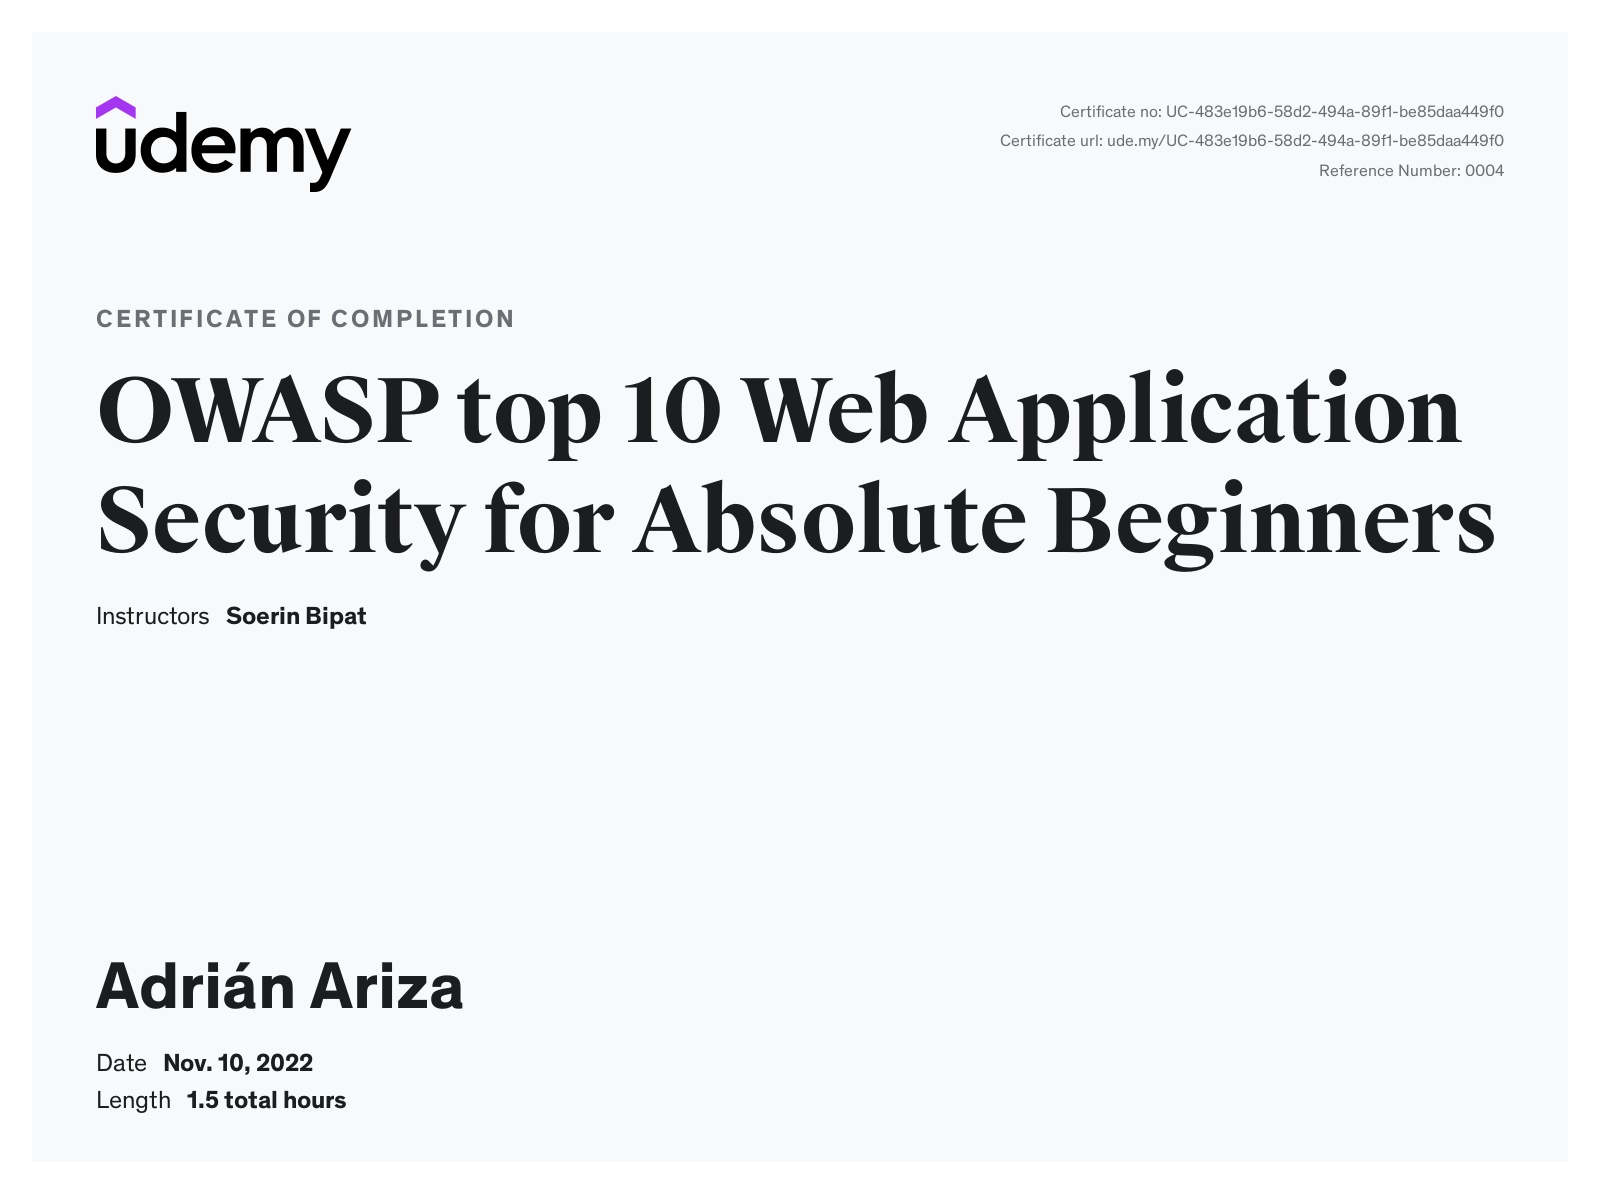 udemy
Certificate no: UC-483e19b6-58d2-494a-89f1-be85daa449f0
Certificate url: ude.my/UC-483e19b6-58d2-494a-89f1-be85daa449f0
Reference Number: 0004
CERTIFICATE OF COMPLETION
OWASP top 10 Web Application
Security for Absolute Beginners
Instructors Soerin Bipat
Adrián Ariza
Date Nov. 10, 2022
Length 1.5 total hours